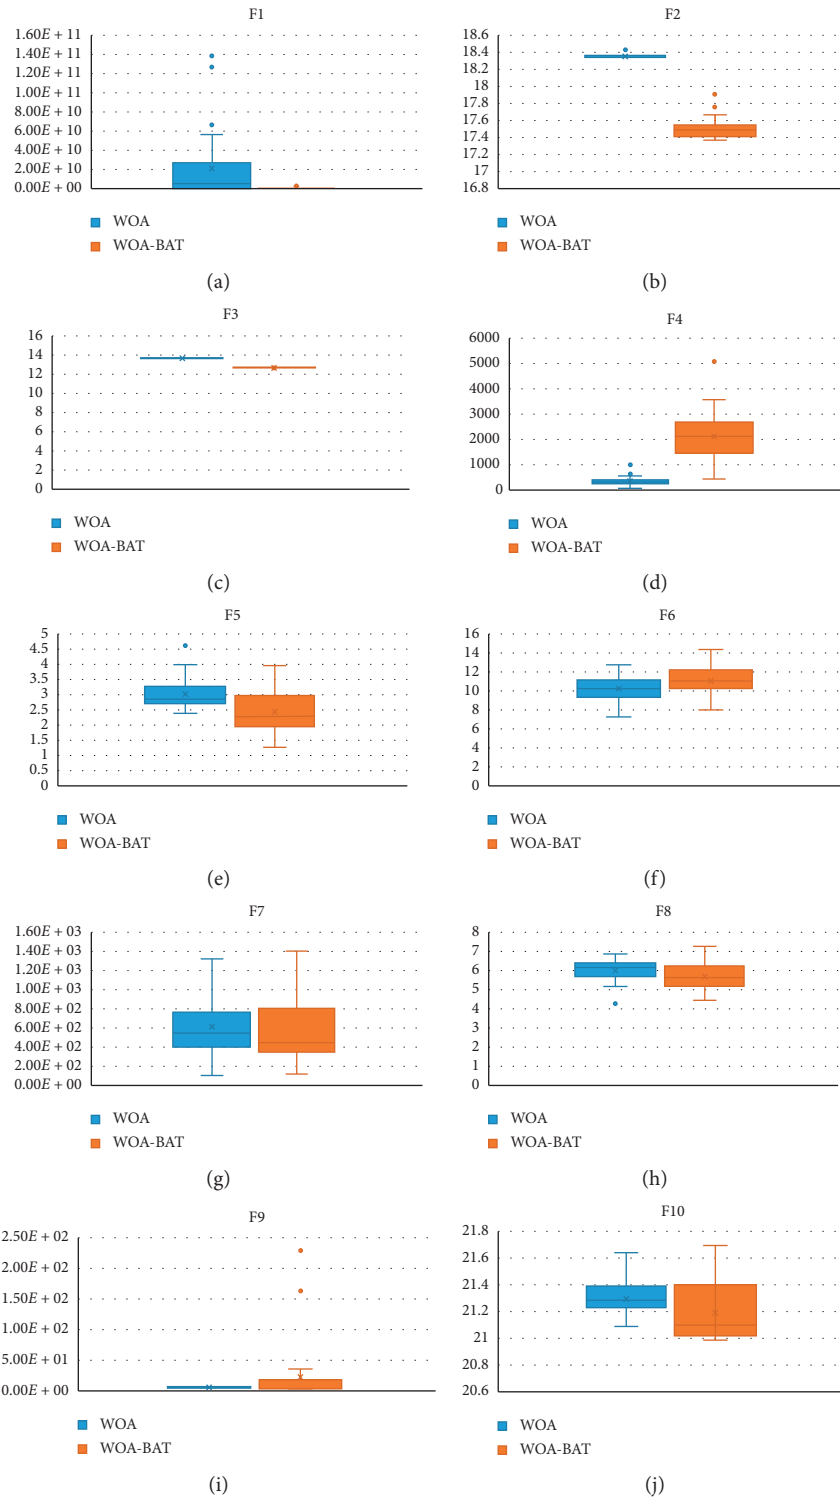 F1
1.60E + 11
1.40E + 11
1.20E + 11
1.00E + 11
8.00E + 10
6.00E + 10
4.00E + 10
2.00E + 10
0.00E + 00
WOA
WOA-BAT
(a)
F2
18.6
18.4
18.2
18
17.8
17.6
17.4
17.2
17
16.8
WOA
WOA-BAT
(b)
F3
16
14
12
10
8
6
4
2
0
WOA
WOA-BAT
(c)
F4
6000
5000
4000
3000
2000
1000
0
WOA
WOA-BAT
(d)
F5
5
4.5
4
3.5
3
2.5
2
1.5
1
0.5
0
WOA
WOA-BAT
(e)
F6
16
14
12
10
8
6
4
2
0
WOA
WOA-BAT
(f)
F7
1.60E + 03
1.40E + 03
1.20E + 03
1.00E + 03
8.00E + 02
6.00E + 02
4.00E + 02
2.00E + 02
0.00E + 00
WOA
WOA-BAT
(g)
F8
8
7
6
5
4
3
2
1
0
WOA
WOA-BAT
(h)
F9
2.50E + 02
2.00E + 02
1.50E + 02
1.00E + 02
5.00E + 01
0.00E + 00
WOA
WOA-BAT
(i)
F10
21.8
21.6
21.4
21.2
21
20.8
20.6
WOA
WOA-BAT
(j)